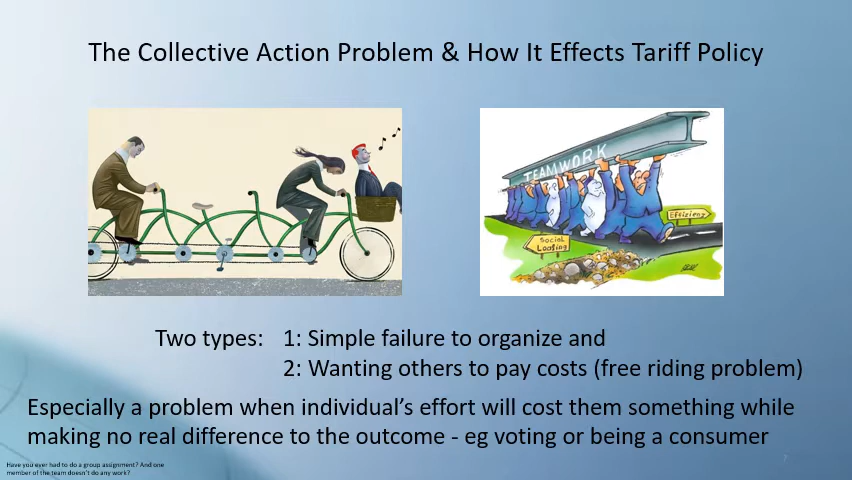 The Collective Action Problem & How It Effects Tariff Policy
TEAMWORK
Effizienz
Social
Loafing
Two types: 1: Simple failure to organize and
2: Wanting others to pay costs (free riding problem)
Especially a problem when individual’s effort will cost them something while
making no real difference to the outcome - eg voting or being a consumer
Have you ever had to do a group assignment? And one
member of the team doesn’t do any work?
7